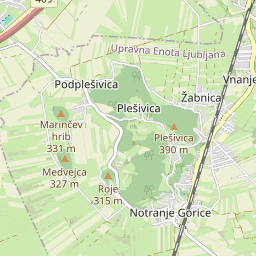 409
Upravna Enota Ljubljana
Podplešivica
Vnanje
Žabnica
Plešivica
Marinčev
hrib
331 m
Plešivica
390 m
Medvejca
327 m
Roje
315 m
Notranje Gorice